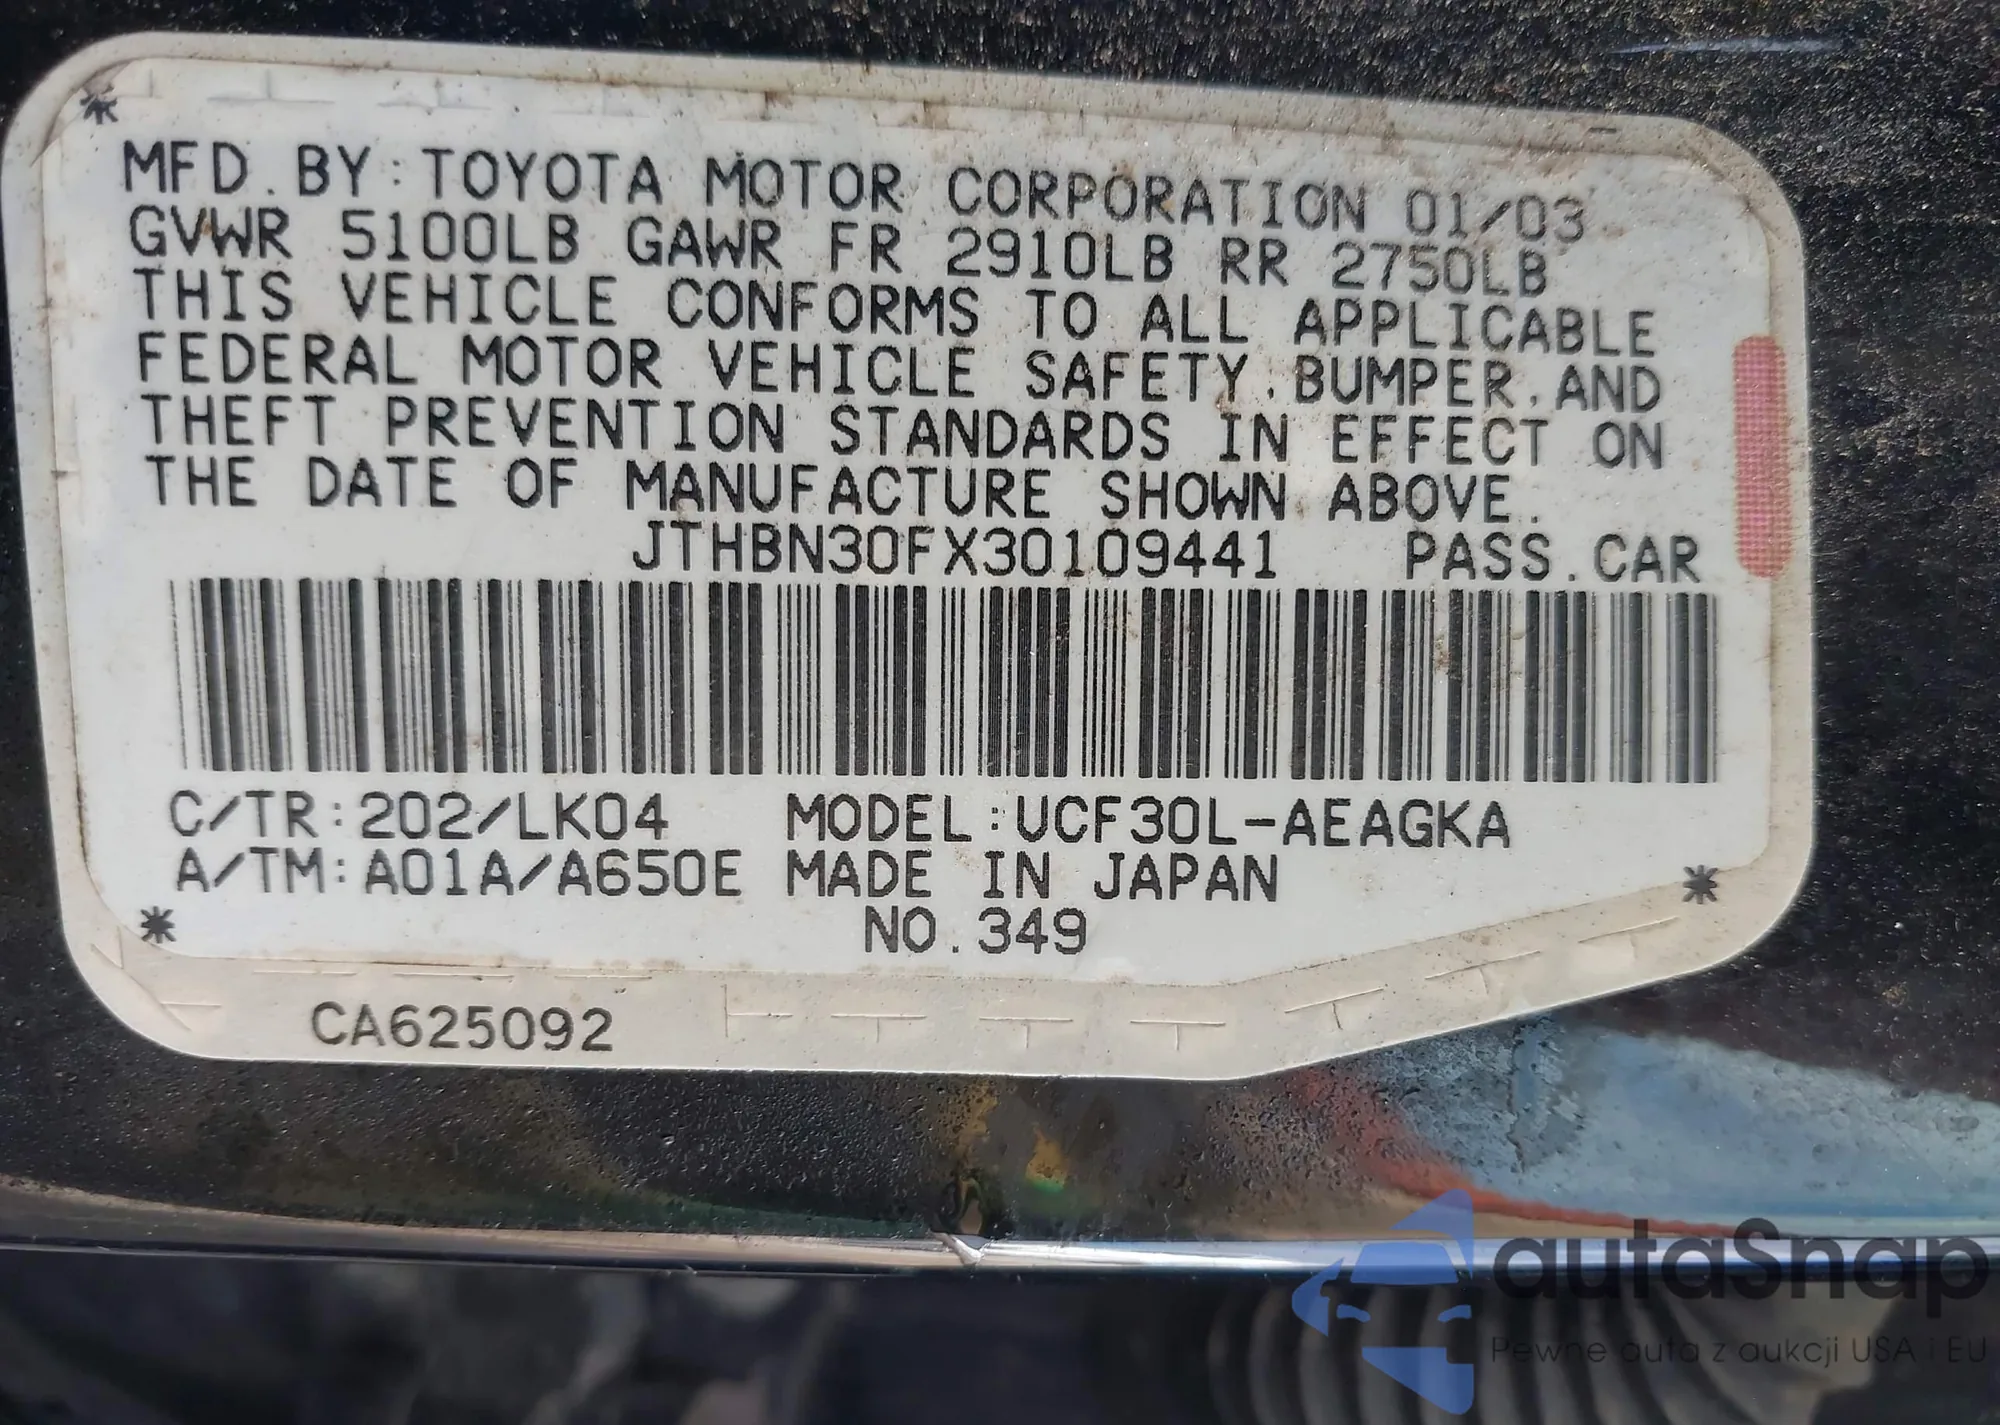 MFD.BY:TOYOTA MOTOR CORPORATION 01/03
GVWR 5100LB GAWR FR 2910LB RR 2750LB
THIS VEHICLE CONFORMS TO ALL APPLICABLE
FEDERAL MOTOR VEHICLE SAFETY,BUMPER,AND
THEFT PREVENTION STANDARDS IN EFFECT ON
THE DATE OF MANUFACTURE SHOWN ABOVE.
JTHBN30FX30109441 PASS.CAR
C/TR:202/LK04 MODEL:UCF30L-AEAGKA
A/TM:A01A/A650E MADE IN JAPAN
NO.349
CA625092
autoSnap
Pewne auta z aukcji USA i EU